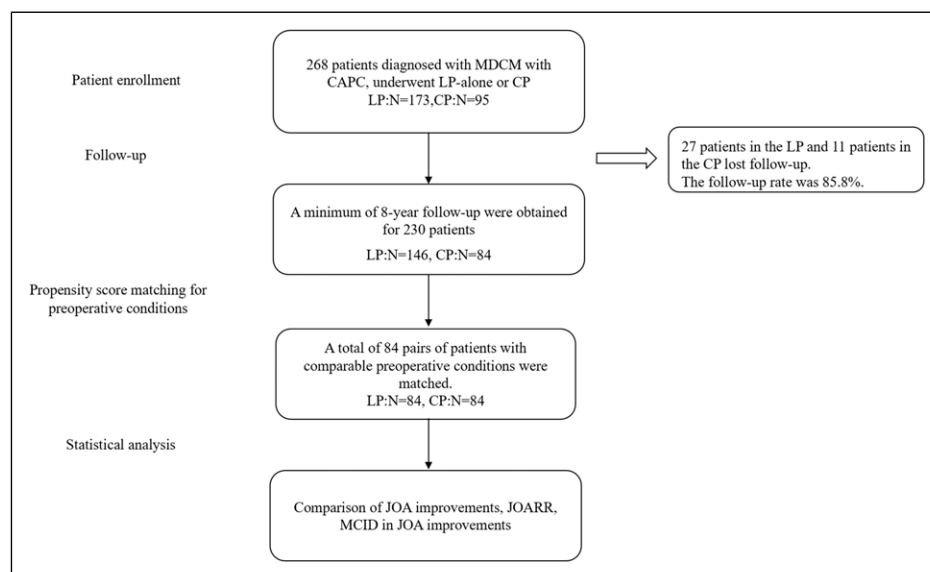 Patient enrollment
268 patients diagnosed with MDCM with
CAPC, underwent LP-alone or CP
LP:N=173,CP:N=95
Follow-up
27 patients in the LP and 11 patients in
the CP lost follow-up.
The follow-up rate was 85.8%.
A minimum of 8-year follow-up were obtained
for 230 patients
LP:N=146, CP:N=84
Propensity score matching for
preoperative conditions
A total of 84 pairs of patients with
comparable preoperative conditions were
matched.
LP:N=84, CP:N=84
Statistical analysis
Comparison of JOA improvements, JOARR,
MCID in JOA improvements